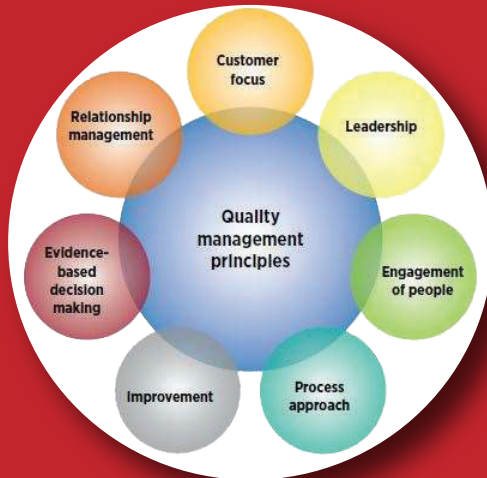 Customer
focus
Leadership
Engagement
of people
Process
approach
Improvement
Evidence-
based
decision
making
Relationship
management
Quality
management
principles